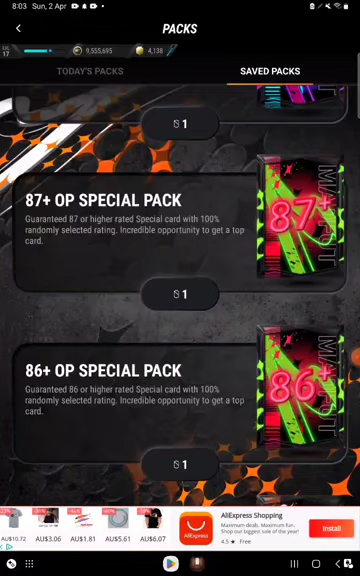 8:03 Sun, 2 Apr
PACKS
LVL
17
9,555,695
4,138
TODAY'S PACKS
SAVED PACKS
1
87+ OP SPECIAL PACK
Guaranteed 87 or higher rated Special card with 100%
randomly selected rating. Incredible opportunity to get a top
card.
87+
1
86+ OP SPECIAL PACK
Guaranteed 86 or higher rated Special card with 100%
randomly selected rating. Incredible opportunity to get a top
card.
86+
1
AliExpress Shopping
Maximum deals. Maximum fun.
Shop our biggest sale of the year!
4.5 ★ Free
Install
AU$10.72
AU$3.06
AU$1.81
AU$5.61
AU$6.07